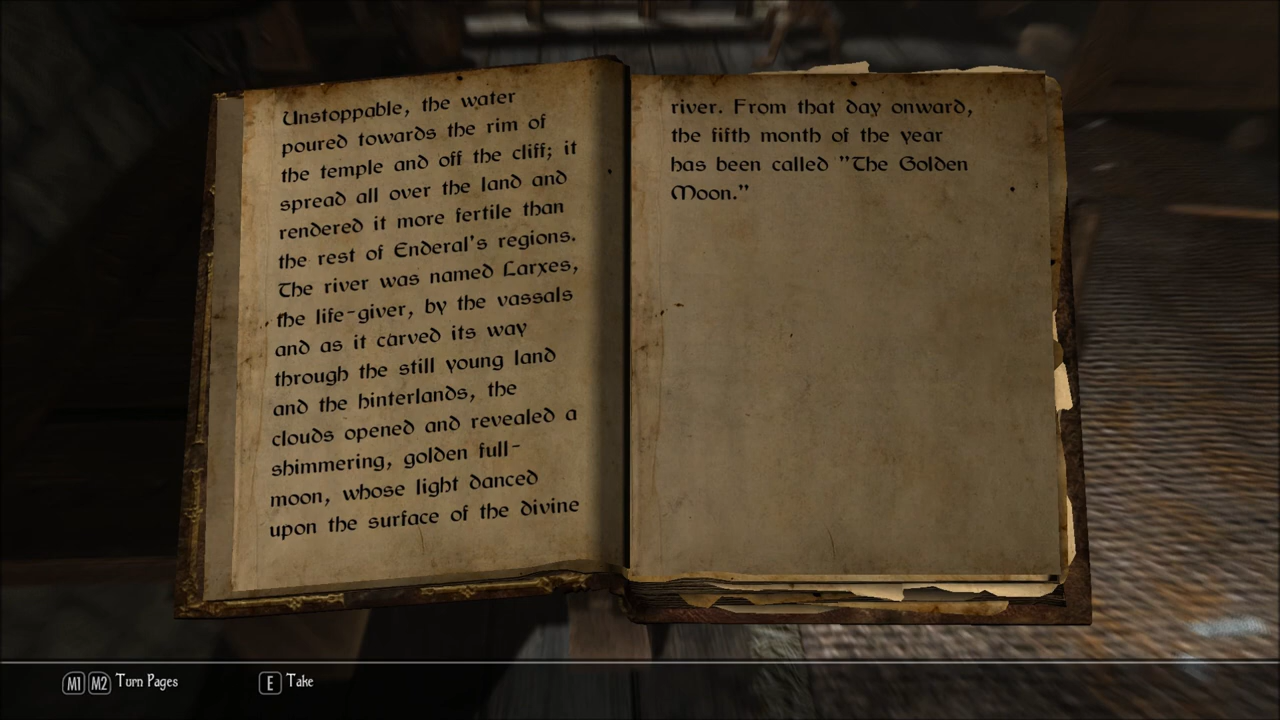 Unstoppable, the water
poured towards the rim of
the temple and off the cliff; it
spread all over the land and
rendered it more fertile than
the rest of Enderal's regions.
The river was named Larxes,
the life-giver, by the vassals
and as it carved its way
through the still young land
and the hinterlands, the
clouds opened and revealed a
shimmering, golden full-
moon, whose light danced
upon the surface of the divine
river. From that day onward,
the fifth month of the year
has been called "The Golden
Moon."
M1 M2 Turn Pages
E Take